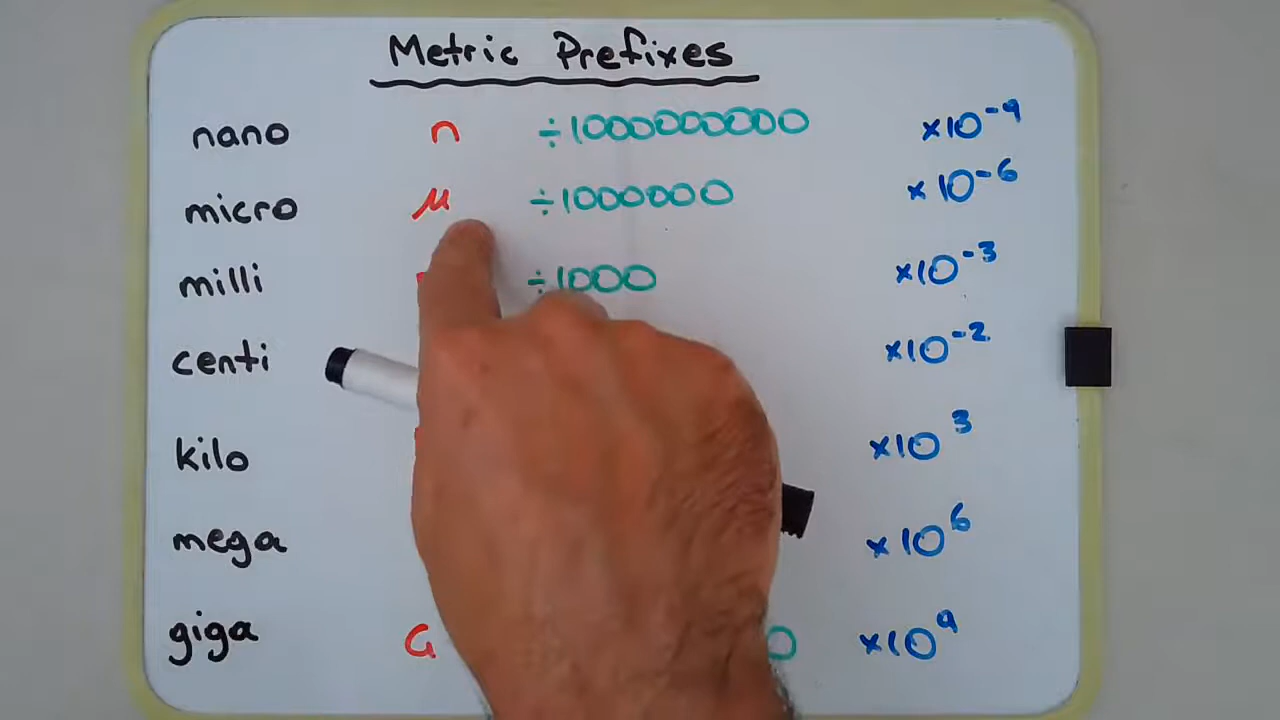 Metric Prefixes
nano n ÷1000000000 ×10⁻⁹
micro μ ÷1000000 ×10⁻⁶
milli ÷1000 ×10⁻³
centi ×10⁻²
kilo ×10³
mega ×10⁶
giga G 0 ×10⁹